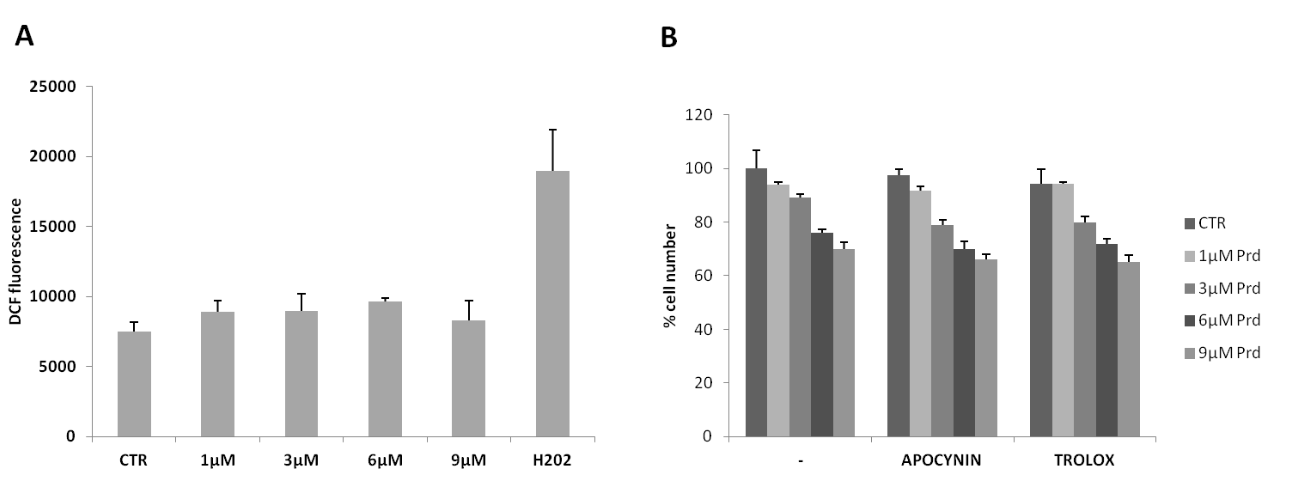 A
DCF fluorescence
25000
20000
15000
10000
5000
0
CTR 1µM 3µM 6µM 9µM H202
B
% cell number
120
100
80
60
40
20
0
- APOCYNIN TROLOX
CTR
1µM Prd
3µM Prd
6µM Prd
9µM Prd